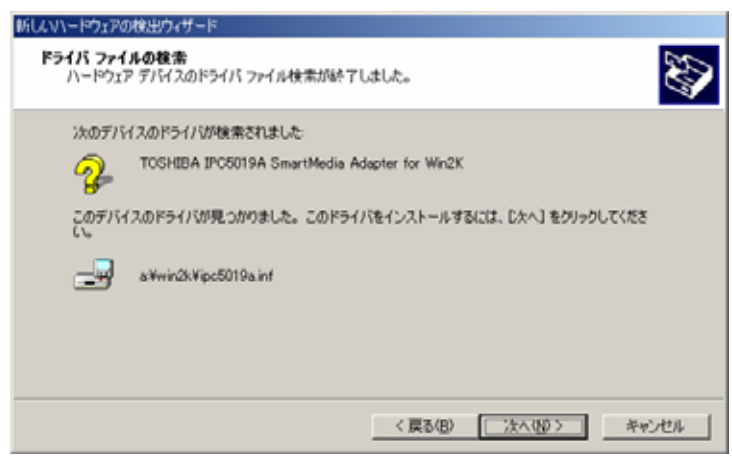 新しいハードウェアの検出ウィザード
ドライバ ファイルの検索
ハードウェア デバイスのドライバ ファイル検索が終了しました。
次のデバイスのドライバが検索されました:
TOSHIBA IPC5019A SmartMedia Adapter for Win2K
このデバイスのドライバが見つかりました。このドライバをインストールするには、[次へ] をクリックしてくださ
い。
a:¥win2k¥ipc5019a.inf
< 戻る(B)
次へ(N) >
キャンセル